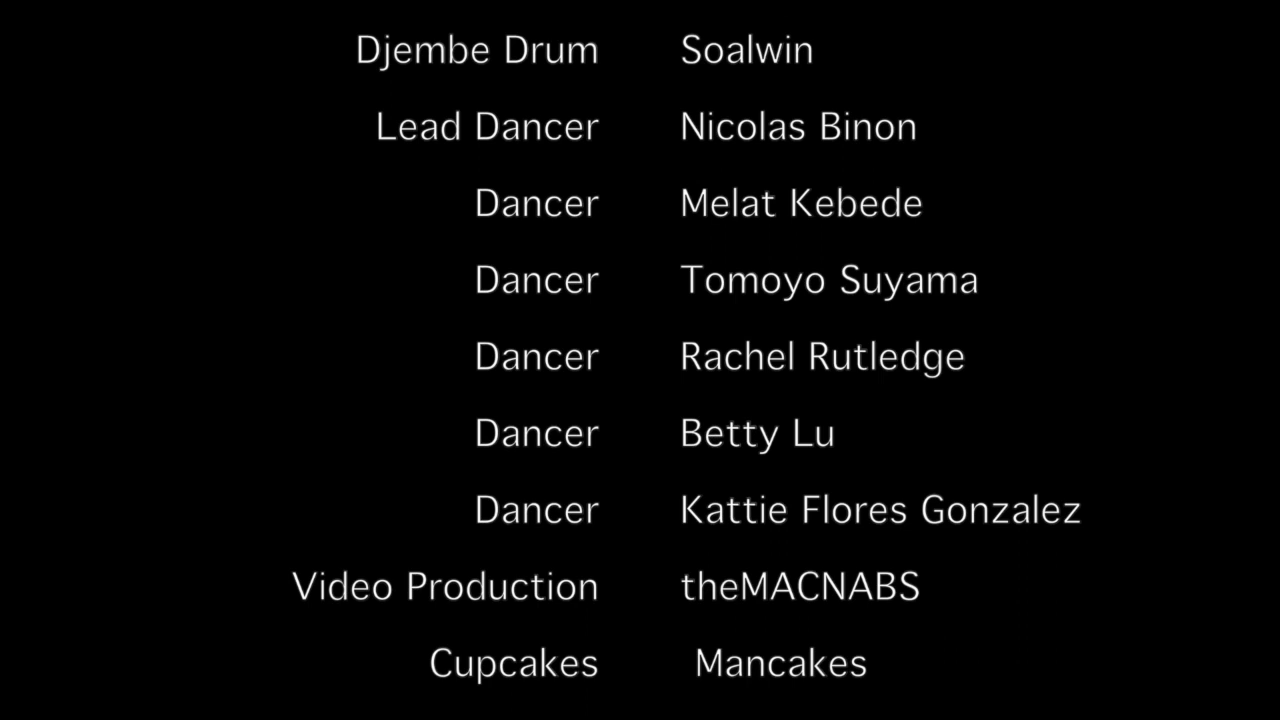 Djembe Drum Soalwin
Lead Dancer Nicolas Binon
Dancer Melat Kebede
Dancer Tomoyo Suyama
Dancer Rachel Rutledge
Dancer Betty Lu
Dancer Kattie Flores Gonzalez
Video Production theMACNABS
Cupcakes Mancakes